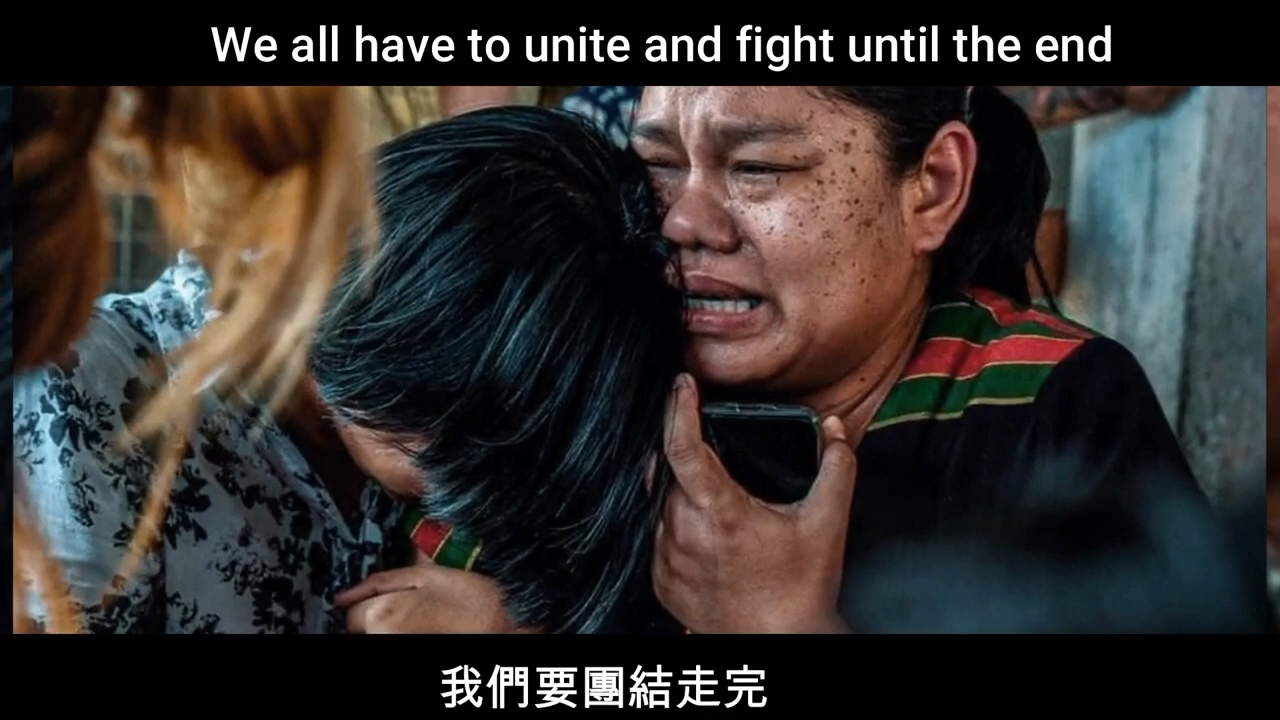 We all have to unite and fight until the end
我們要團結走完